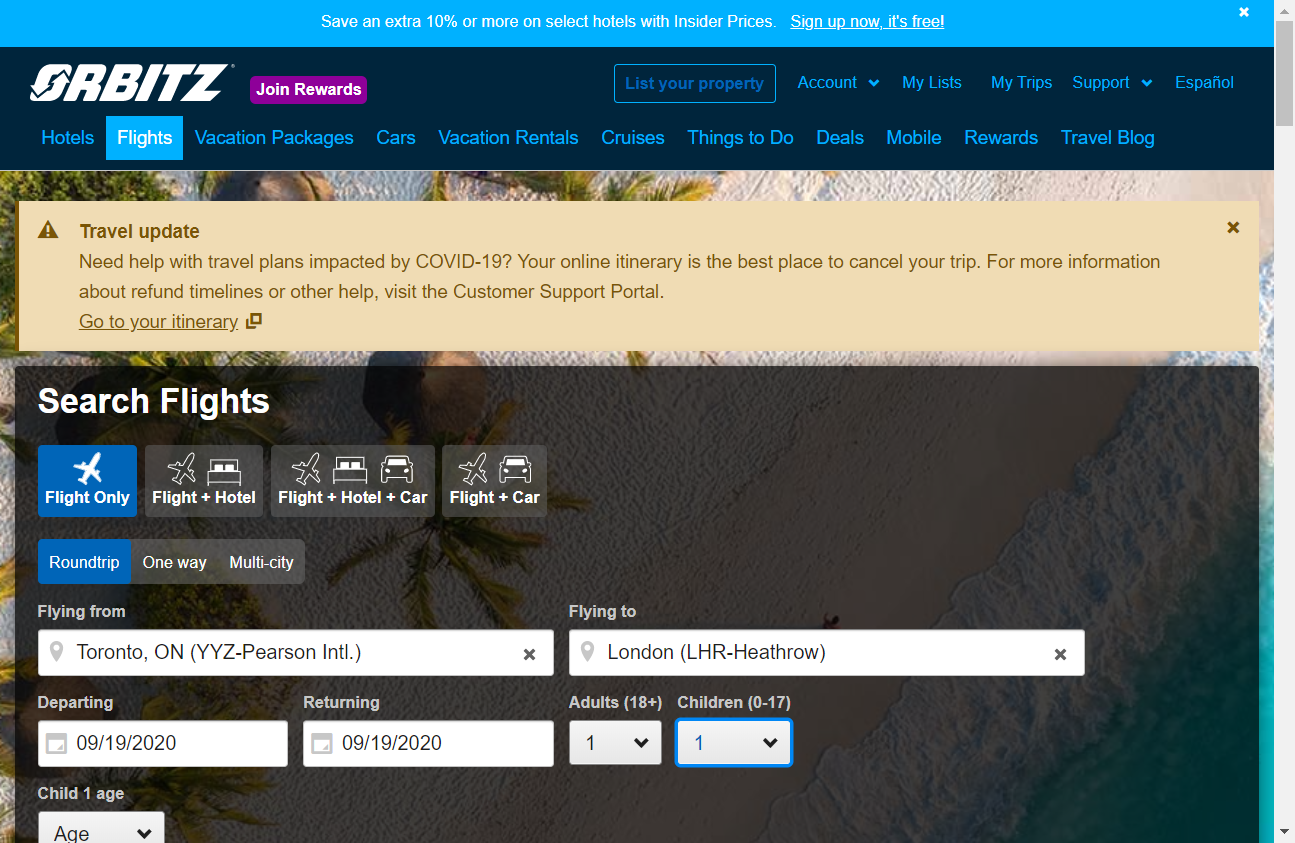 Save an extra 10% or more on select hotels with Insider Prices. Sign up now, it's free!
ORBITZ
Join Rewards
List your property
Account
My Lists
My Trips
Support
Español
Hotels
Flights
Vacation Packages
Cars
Vacation Rentals
Cruises
Things to Do
Deals
Mobile
Rewards
Travel Blog
Travel update
Need help with travel plans impacted by COVID-19? Your online itinerary is the best place to cancel your trip. For more information
about refund timelines or other help, visit the Customer Support Portal.
Go to your itinerary
Search Flights
Flight Only
Flight + Hotel
Flight + Hotel + Car
Flight + Car
Roundtrip
One way
Multi-city
Flying from
Flying to
Toronto, ON (YYZ-Pearson Intl.)
London (LHR-Heathrow)
Departing
Returning
Adults (18+)
Children (0-17)
09/19/2020
09/19/2020
1
1
Child 1 age
Age